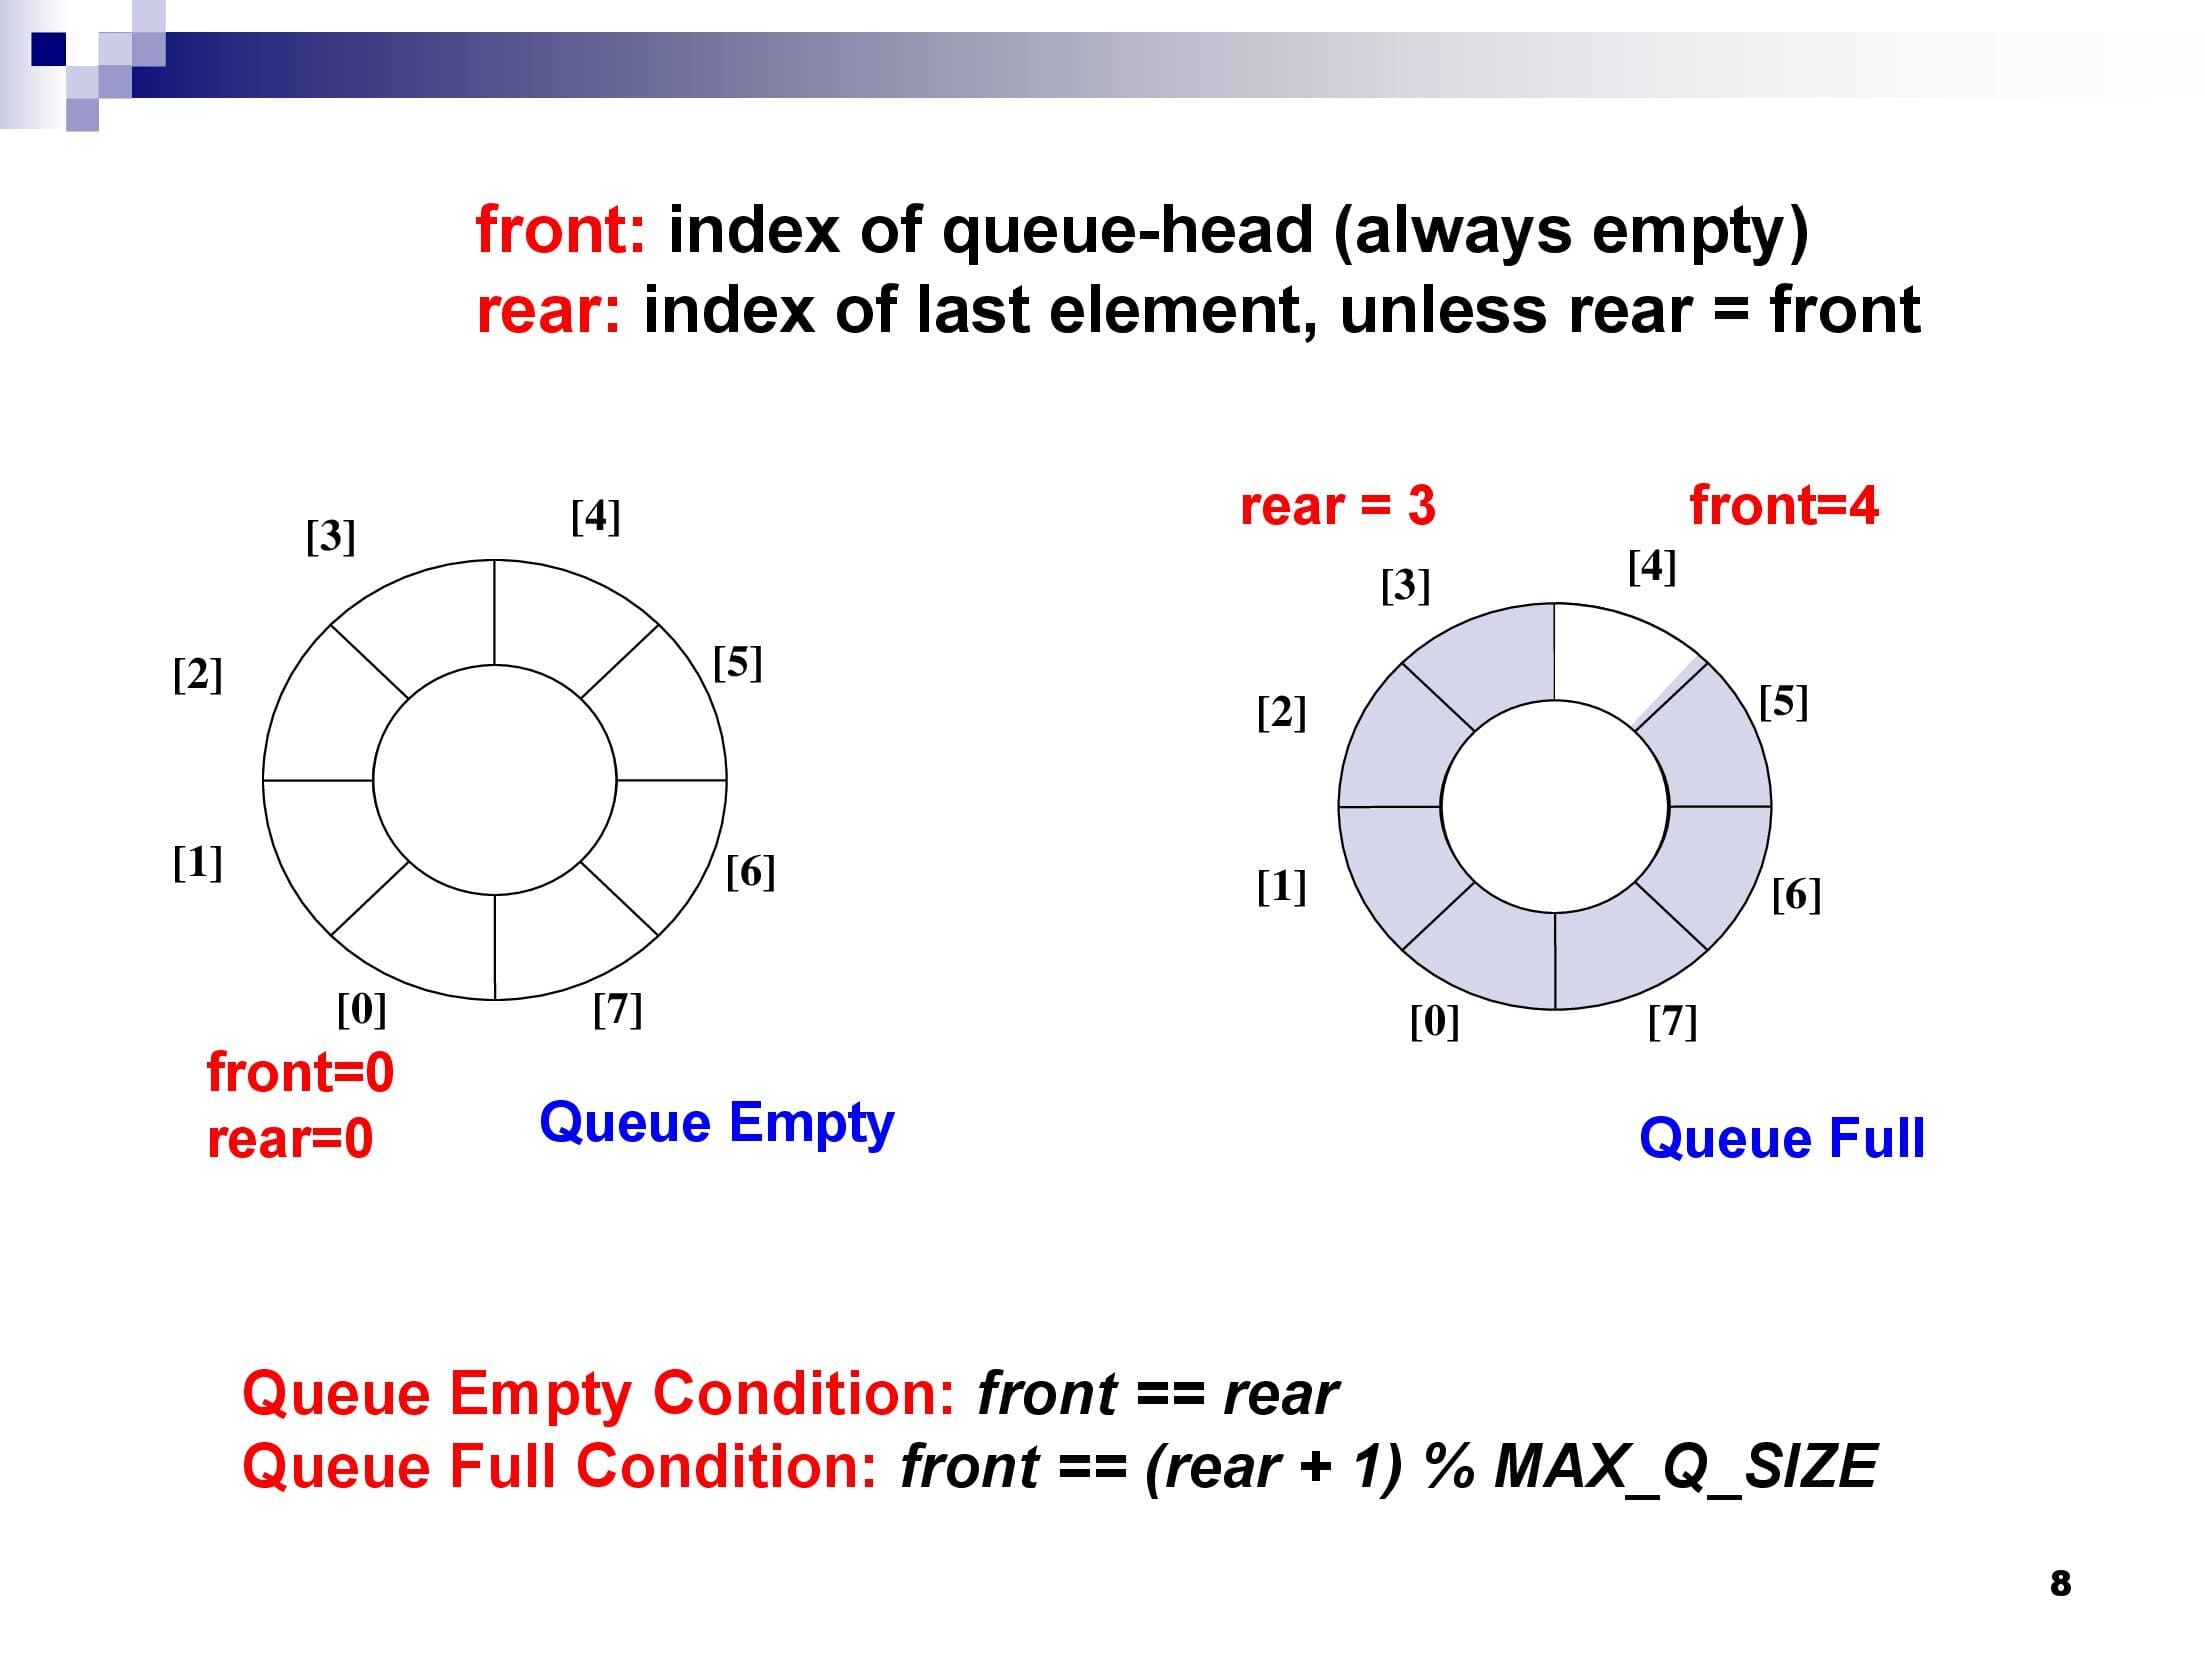 front: index of queue-head (always empty)
rear: index of last element, unless rear = front
[3]
[4]
[2]
[5]
[1]
[6]
[0]
[7]
front=0
rear=0
Queue Empty
rear = 3
front=4
[3]
[4]
[2]
[5]
[1]
[6]
[0]
[7]
Queue Full
Queue Empty Condition: front == rear
Queue Full Condition: front == (rear + 1) % MAX_Q_SIZE
8